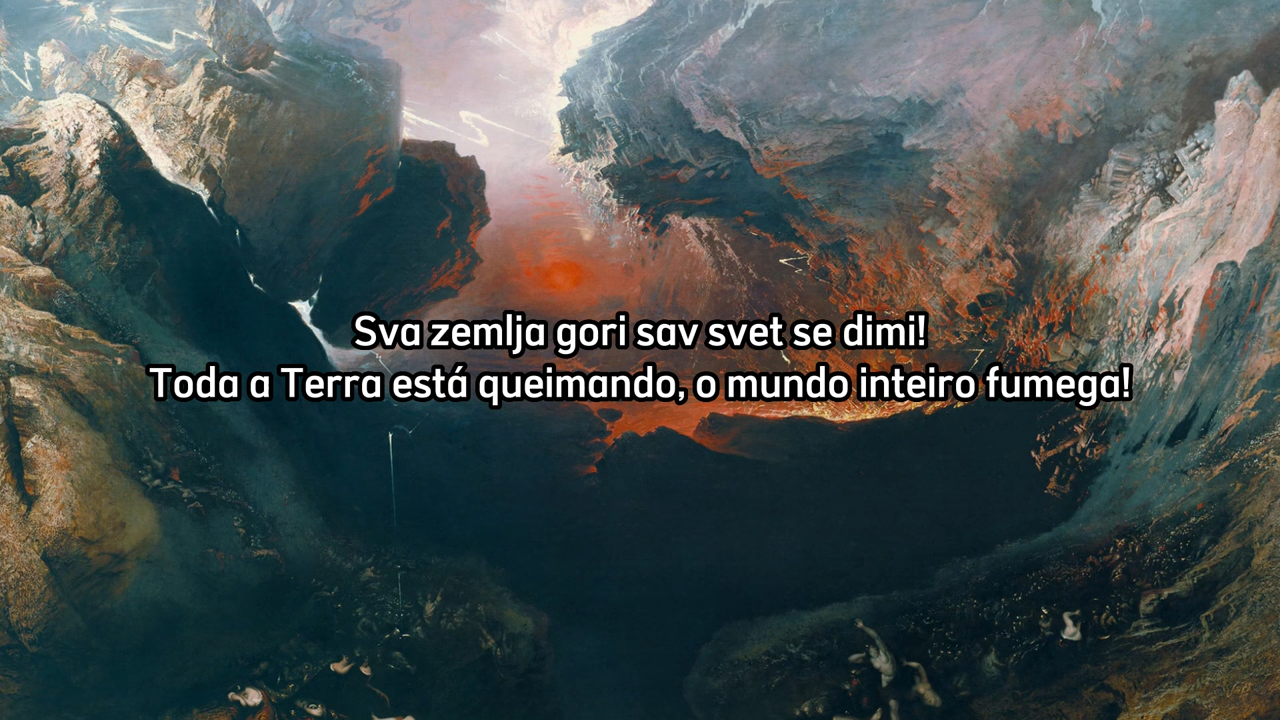 Sva zemlja gori sav svet se dimi!
Toda a Terra está queimando, o mundo inteiro fumega!